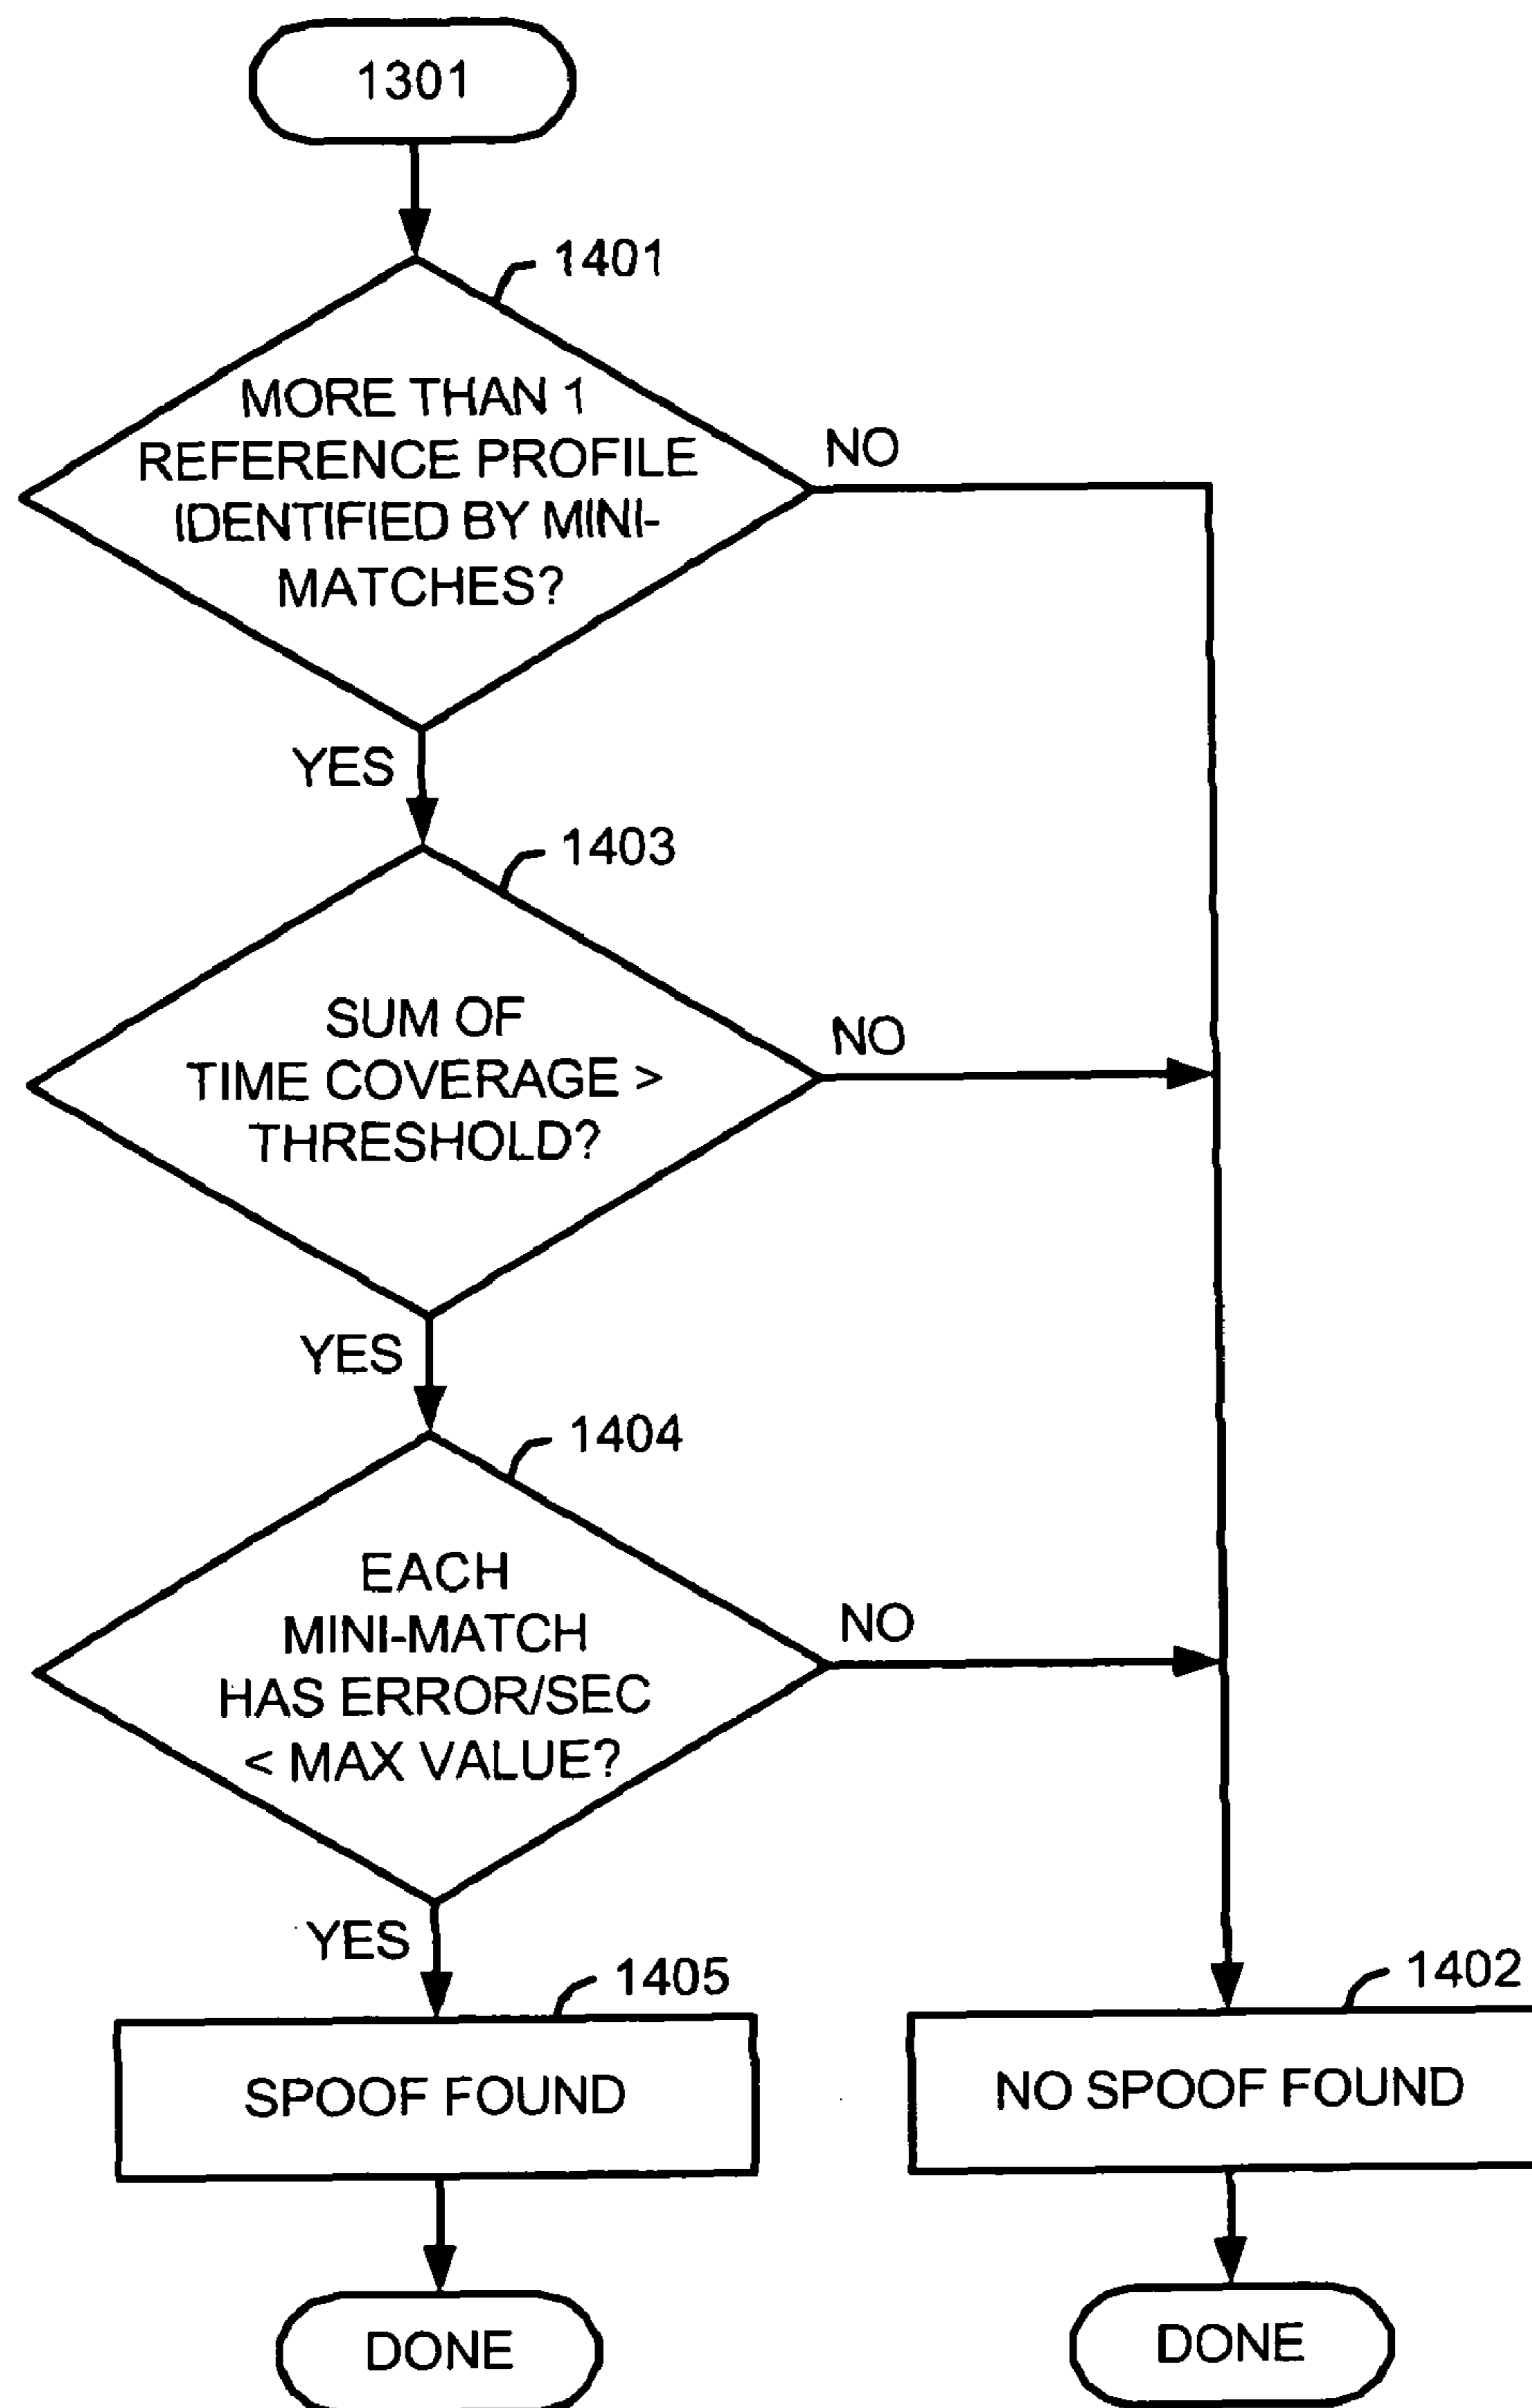 1301
1401
MORE THAN 1
REFERENCE PROFILE
IDENTIFIED BY MINI-
MATCHES?
NO
YES
1403
SUM OF
TIME COVERAGE >
THRESHOLD?
NO
YES
1404
EACH
MINI-MATCH
HAS ERROR/SEC
< MAX VALUE?
NO
YES
1405
SPOOF FOUND
1402
NO SPOOF FOUND
DONE
DONE